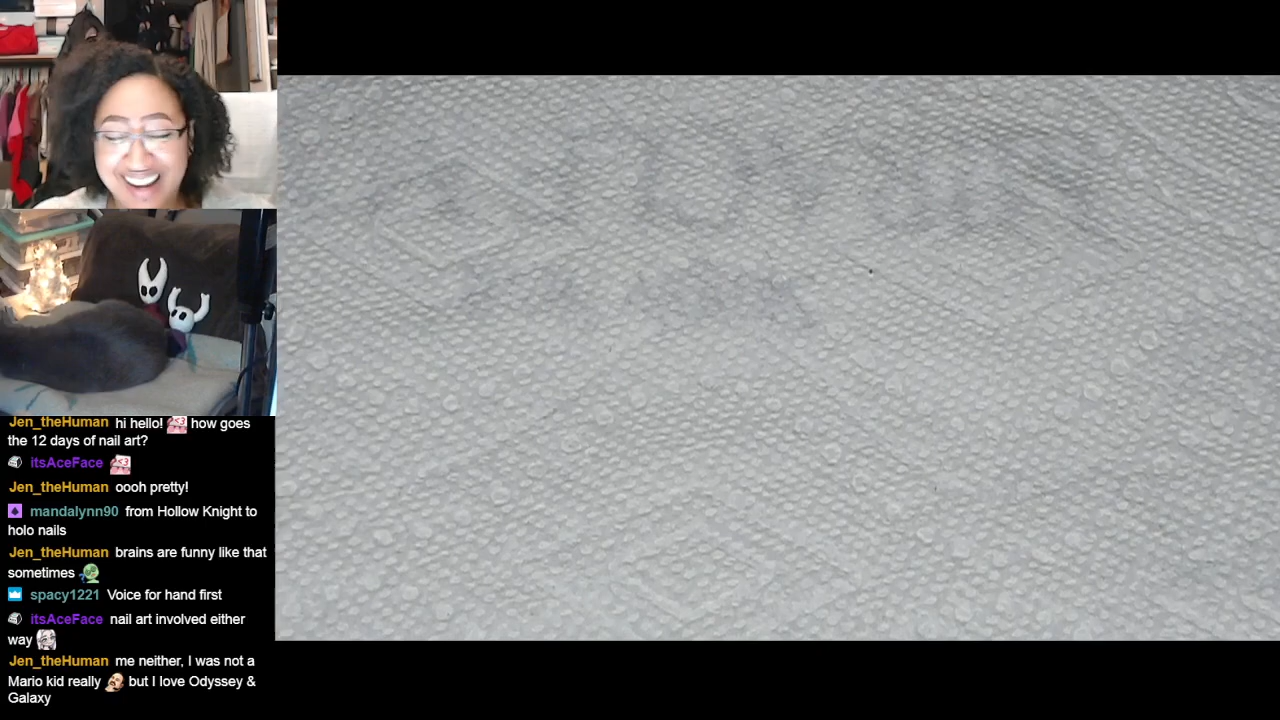 Jen_theHuman hi hello! how goes
the 12 days of nail art?
itsAceFace
Jen_theHuman oooh pretty!
mandalynn90 from Hollow Knight to
holo nails
Jen_theHuman brains are funny like that
sometimes
spacy1221 Voice for hand first
itsAceFace nail art involved either
way
Jen_theHuman me neither, I was not a
Mario kid really but I love Odyssey &
Galaxy